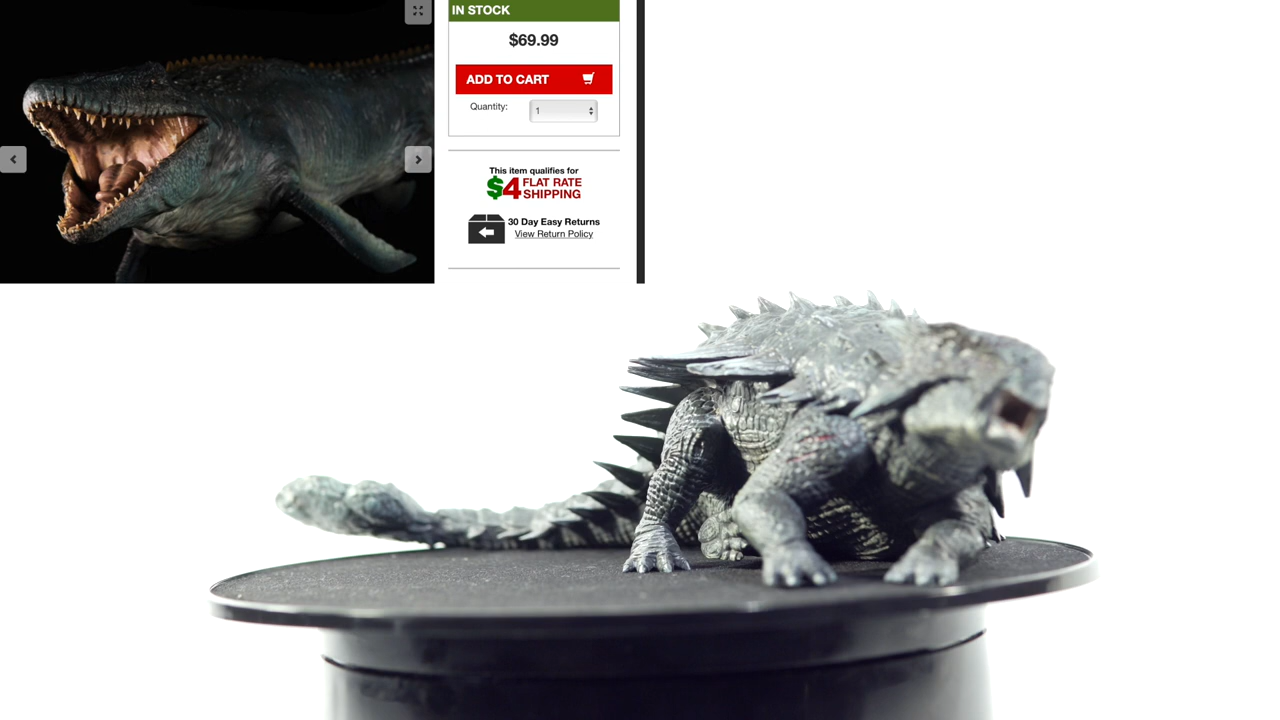 IN STOCK
$69.99
ADD TO CART
Quantity:
1
This item qualifies for
$4 FLAT RATE
SHIPPING
30 Day Easy Returns
View Return Policy